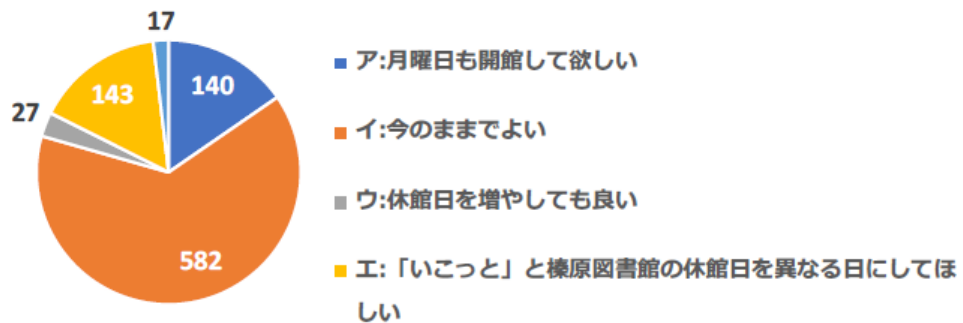 17
140
143
27
582
ア:月曜日も開館して欲しい
イ:今のままでよい
ウ:休館日を増やしても良い
エ:「いこっと」と榛原図書館の休館日を異なる日にしてほ
しい